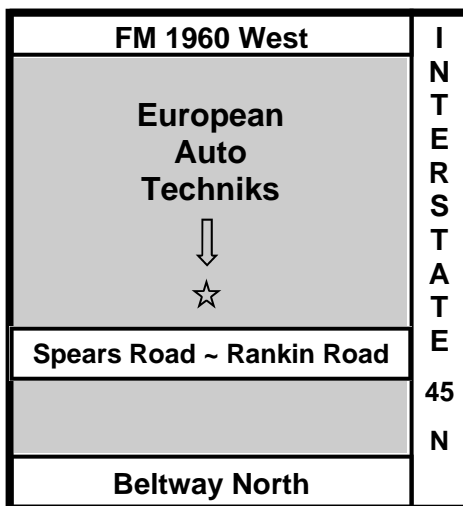 FM 1960 West
European
Auto
Techniks
Spears Road ~ Rankin Road
Beltway North
I
N
T
E
R
S
T
A
T
E
45
N